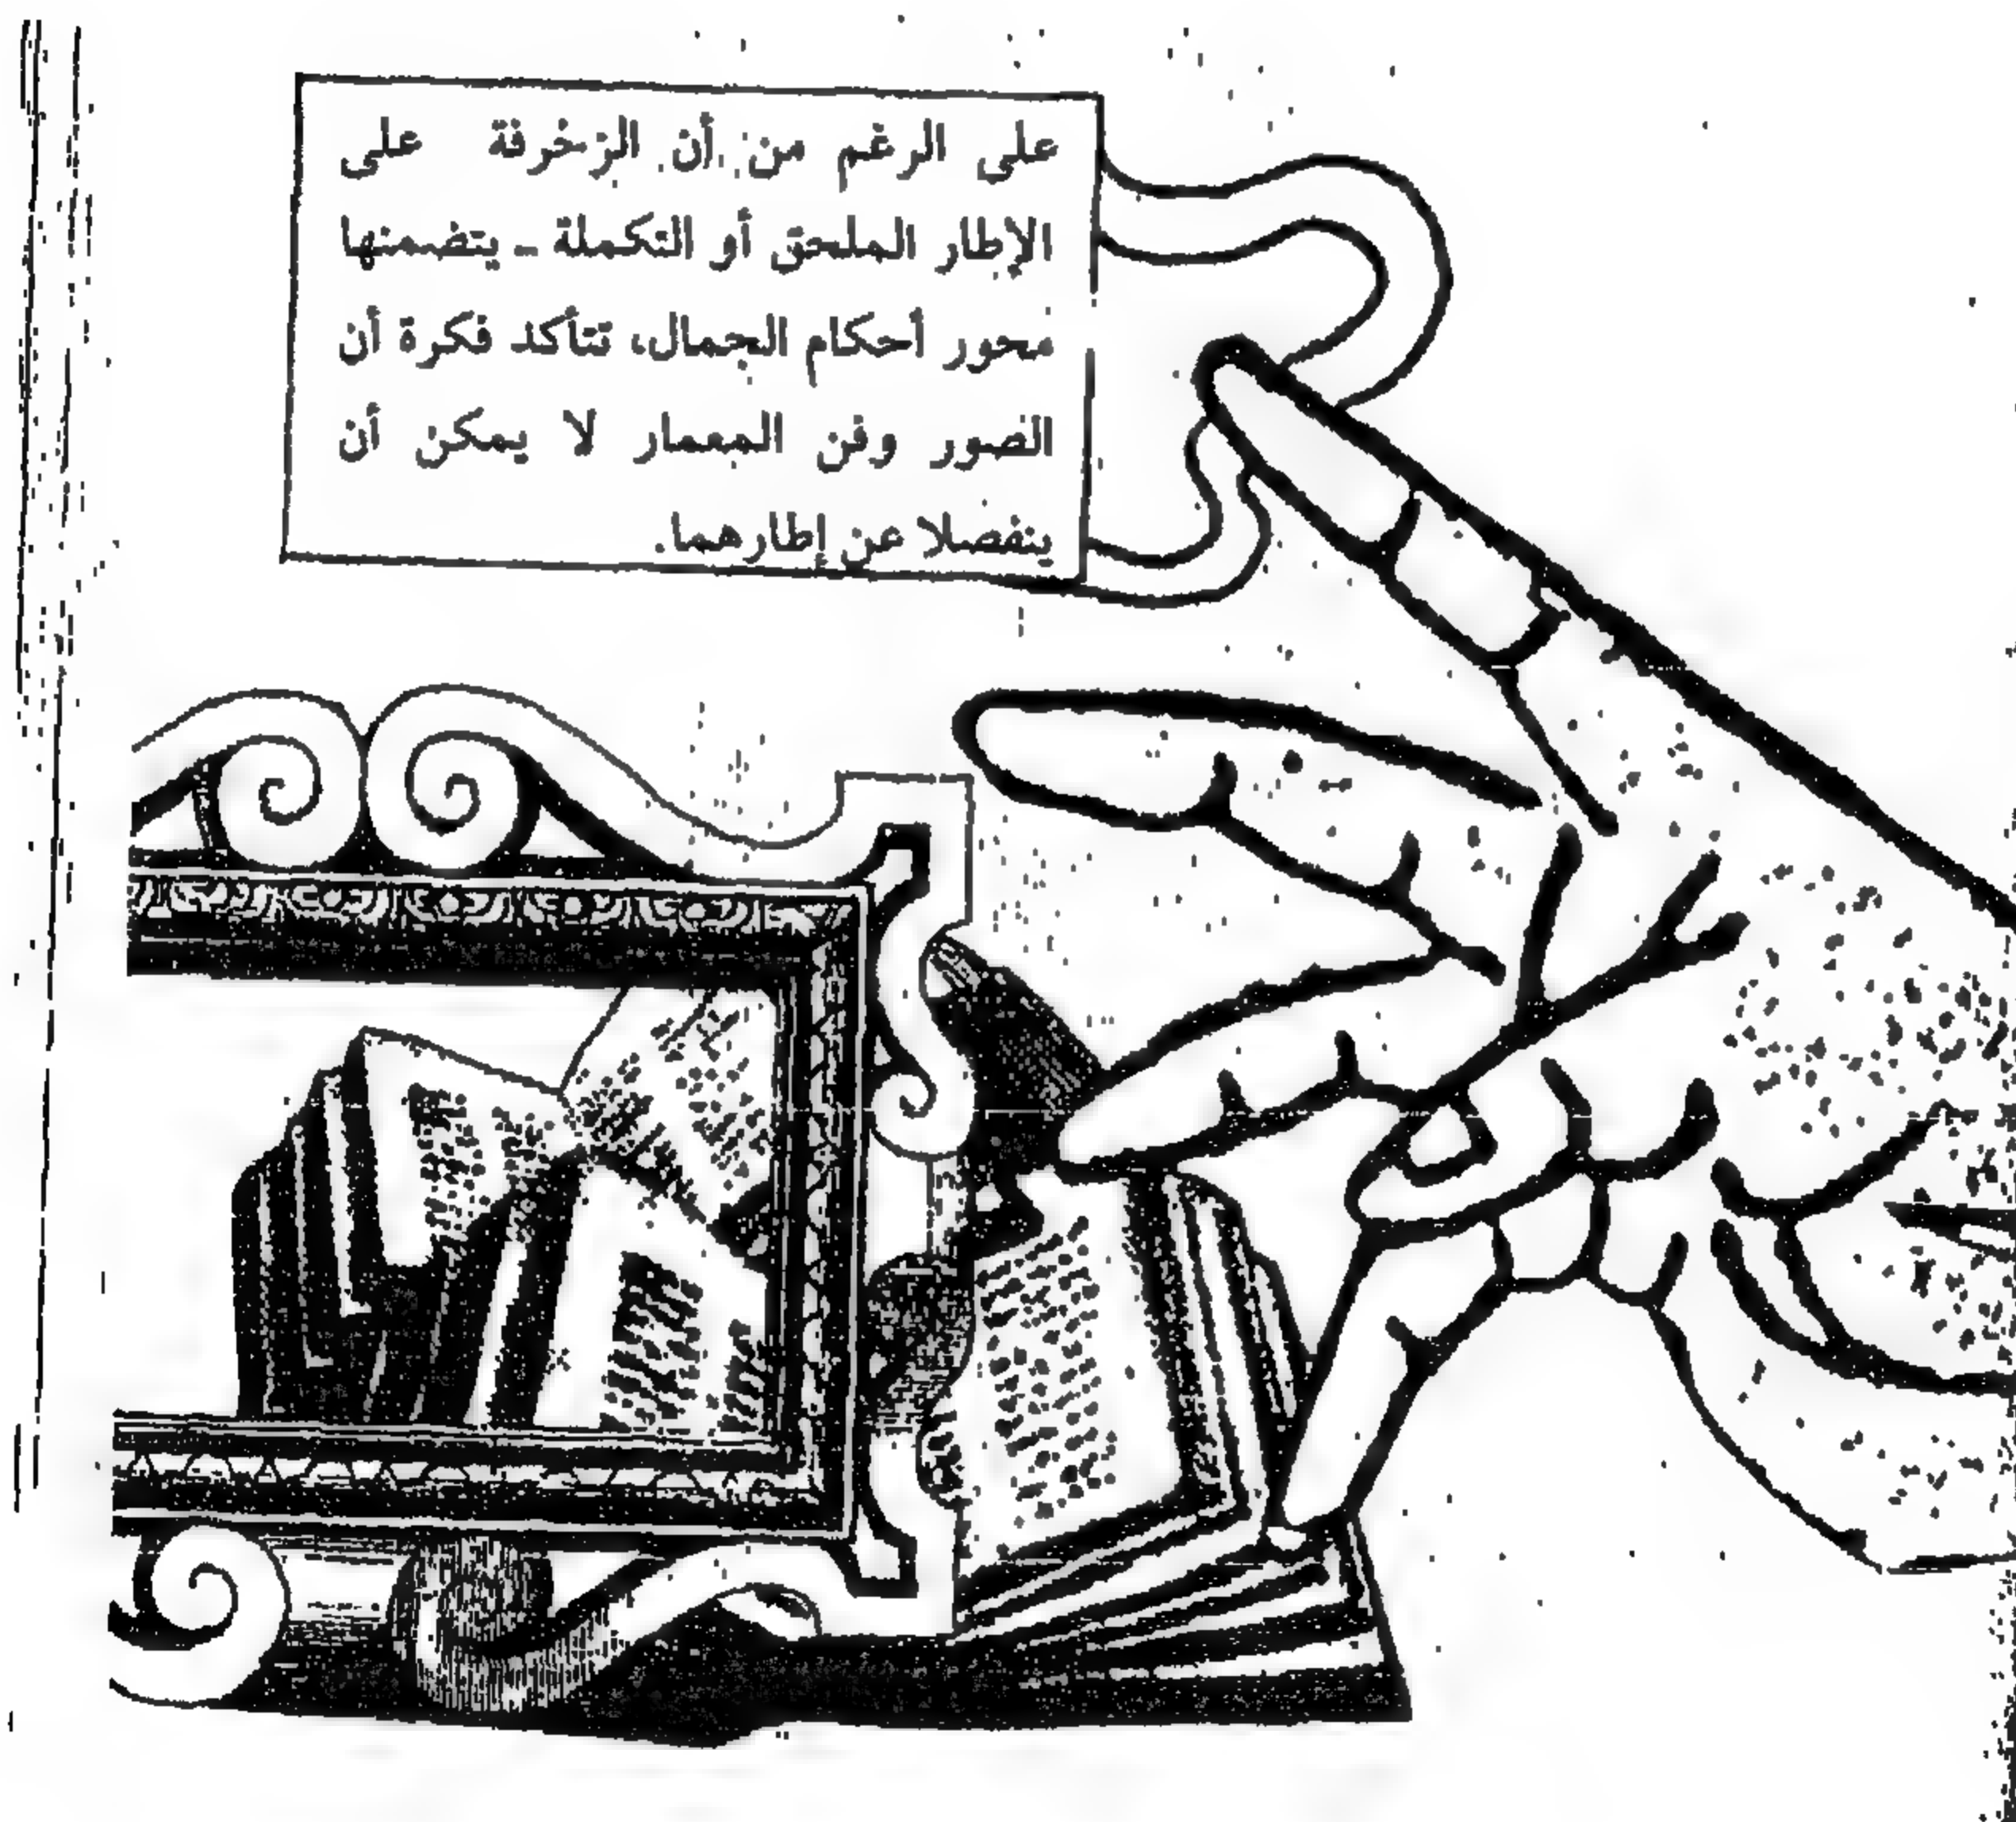 على الرغم من أن الزخرفة على
الإطار الملحق أو التكملة ـ يتضمنها
محور أحكام الجمال، تتأكد فكرة أن
الصور وفن المعمار لا يمكن أن
ينفصلا عن إطارهما.